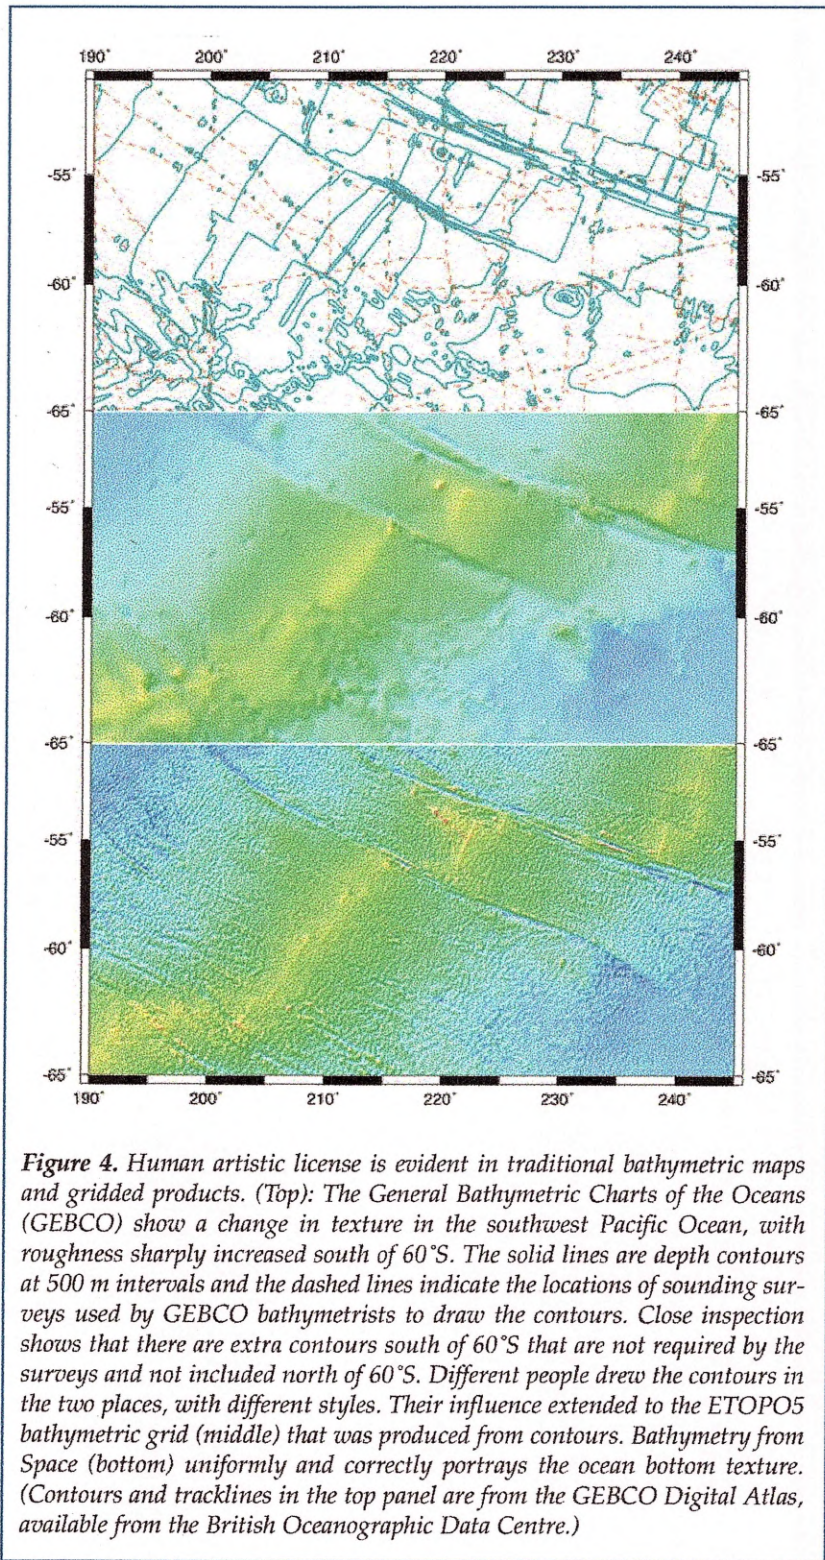 190° 200° 210° 220° 230° 240°
-55° -55°
-60° -60°
-65° -65°
-55° -55°
-60° -60°
-65° -65°
-55° -55°
-60° -60°
-65° -65°
190° 200° 210° 220° 230° 240°
Figure 4. Human artistic license is evident in traditional bathymetric maps
and gridded products. (Top): The General Bathymetric Charts of the Oceans
(GEBCO) show a change in texture in the southwest Pacific Ocean, with
roughness sharply increased south of 60°S. The solid lines are depth contours
at 500 m intervals and the dashed lines indicate the locations of sounding sur-
veys used by GEBCO bathymetrists to draw the contours. Close inspection
shows that there are extra contours south of 60°S that are not required by the
surveys and not included north of 60°S. Different people drew the contours in
the two places, with different styles. Their influence extended to the ETOPO5
bathymetric grid (middle) that was produced from contours. Bathymetry from
Space (bottom) uniformly and correctly portrays the ocean bottom texture.
(Contours and tracklines in the top panel are from the GEBCO Digital Atlas,
available from the British Oceanographic Data Centre.)